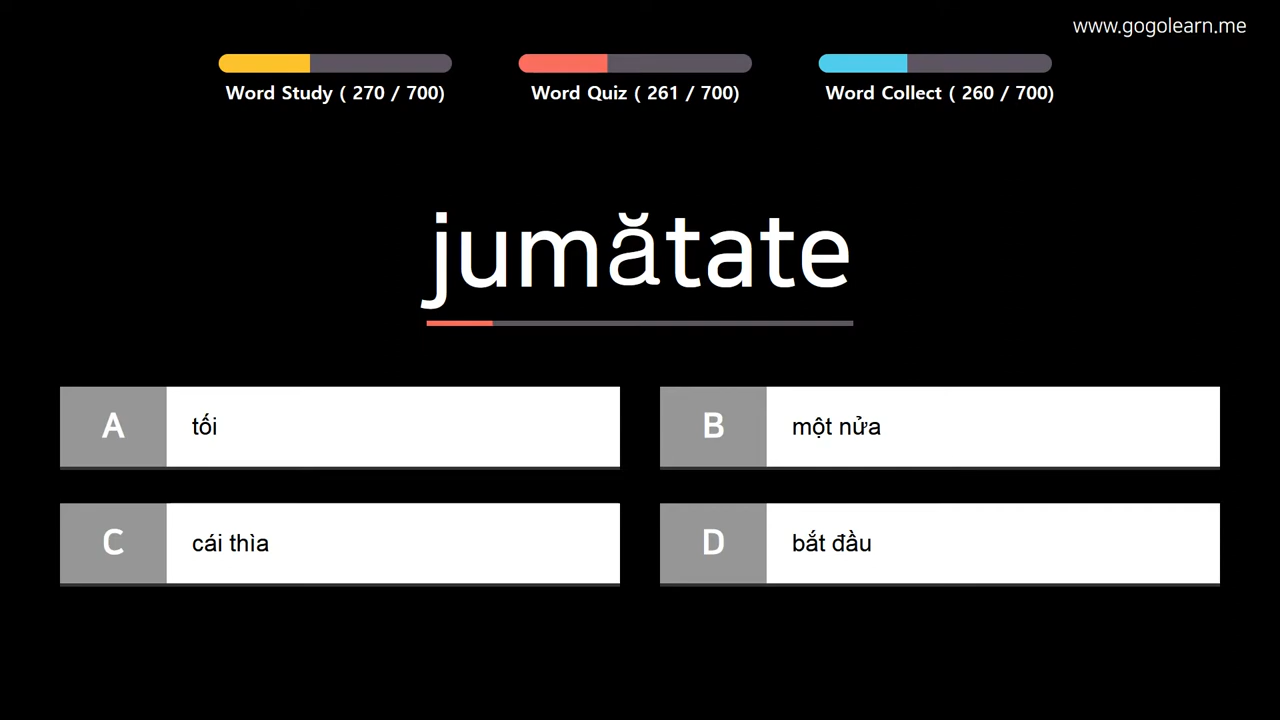 www.gogolearn.me
Word Study ( 270 / 700)
Word Quiz ( 261 / 700)
Word Collect ( 260 / 700)
jumătate
A tối
B một nửa
C cái thìa
D bắt đầu